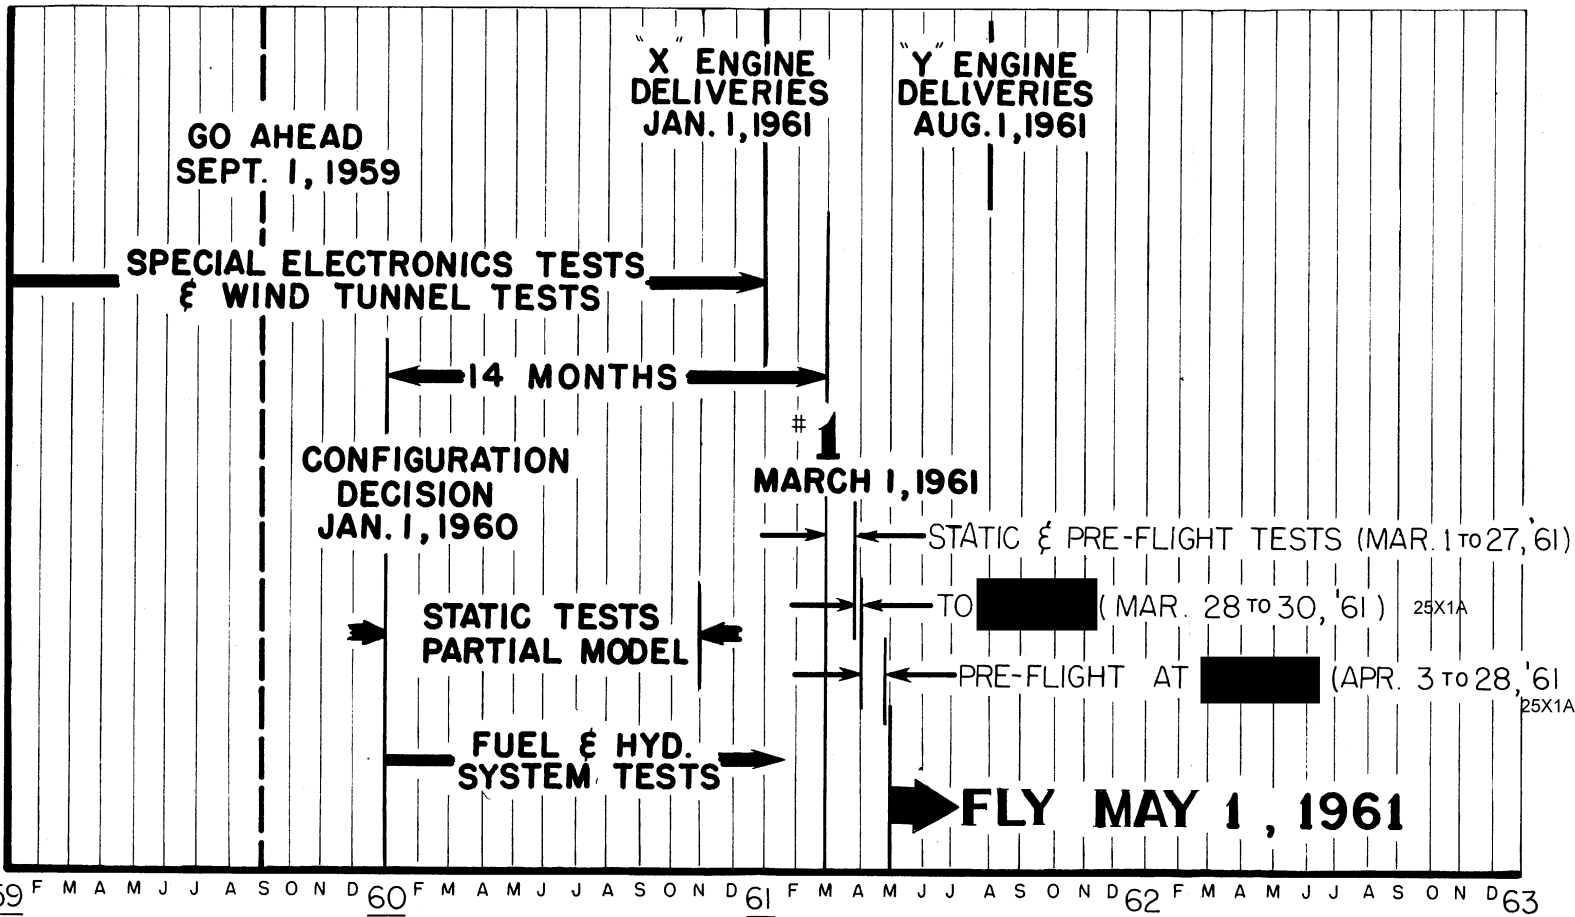 "X" ENGINE
DELIVERIES
JAN. 1, 1961
"Y" ENGINE
DELIVERIES
AUG. 1, 1961
GO AHEAD
SEPT. 1, 1959
SPECIAL ELECTRONICS TESTS
& WIND TUNNEL TESTS
14 MONTHS
# 1
MARCH 1, 1961
CONFIGURATION
DECISION
JAN. 1, 1960
STATIC & PRE-FLIGHT TESTS (MAR. 1 TO 27, '61)
TO (MAR. 28 TO 30, '61) 25X1A
STATIC TESTS
PARTIAL MODEL
PRE-FLIGHT AT (APR. 3 TO 28, '61
25X1A
FUEL & HYD.
SYSTEM TESTS
FLY MAY 1, 1961
59 F M A M J J A S O N D 60 F M A M J J A S O N D 61 F M A M J J A S O N D 62 F M A M J J A S O N D 63